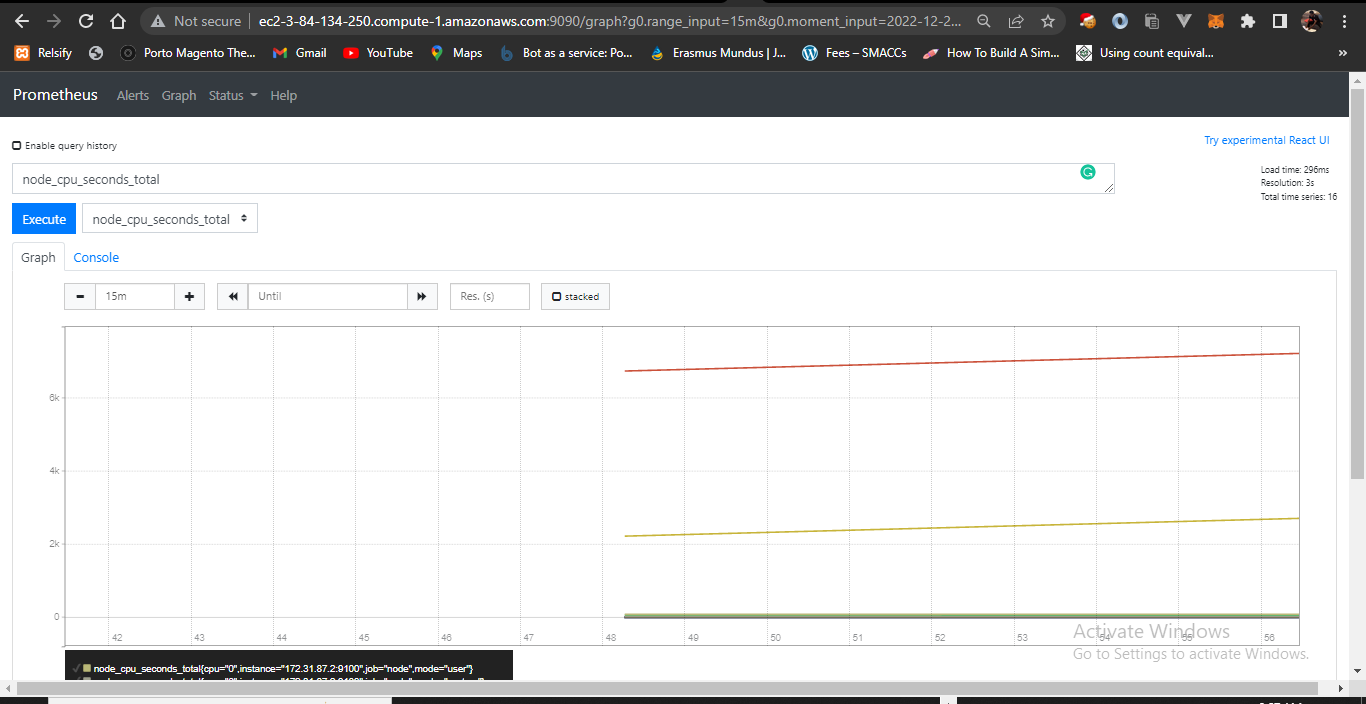 Not secure ec2-3-84-134-250.compute-1.amazonaws.com:9090/graph?g0.range_input=15m&g0.moment_input=2022-12-2...
Relsify Porto Magento The... Gmail YouTube Maps Bot as a service: Po... Erasmus Mundus | J... Fees – SMACCs How To Build A Sim... Using count equival... »
Prometheus Alerts Graph Status Help
Enable query history
Try experimental React UI
node_cpu_seconds_total
Load time: 296ms
Resolution: 3s
Total time series: 16
Execute node_cpu_seconds_total
Graph Console
15m Until Res. (s) stacked
6k
4k
2k
0
42 43 44 45 46 47 48 49 50 51 52 53 54 55 56
Activate Windows
Go to Settings to activate Windows.
node_cpu_seconds_total{cpu="0",instance="172.31.87.2:9100",job="node",mode="user"}